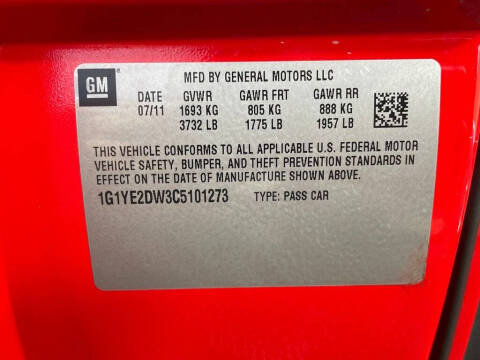 GM
MFD BY GENERAL MOTORS LLC
DATE GVWR GAWR FRT GAWR RR
07/11 1693 KG 805 KG 888 KG
3732 LB 1775 LB 1957 LB
THIS VEHICLE CONFORMS TO ALL APPLICABLE U.S. FEDERAL MOTOR
VEHICLE SAFETY, BUMPER, AND THEFT PREVENTION STANDARDS IN
EFFECT ON THE DATE OF MANUFACTURE SHOWN ABOVE.
1G1YE2DW3C5101273 TYPE: PASS CAR